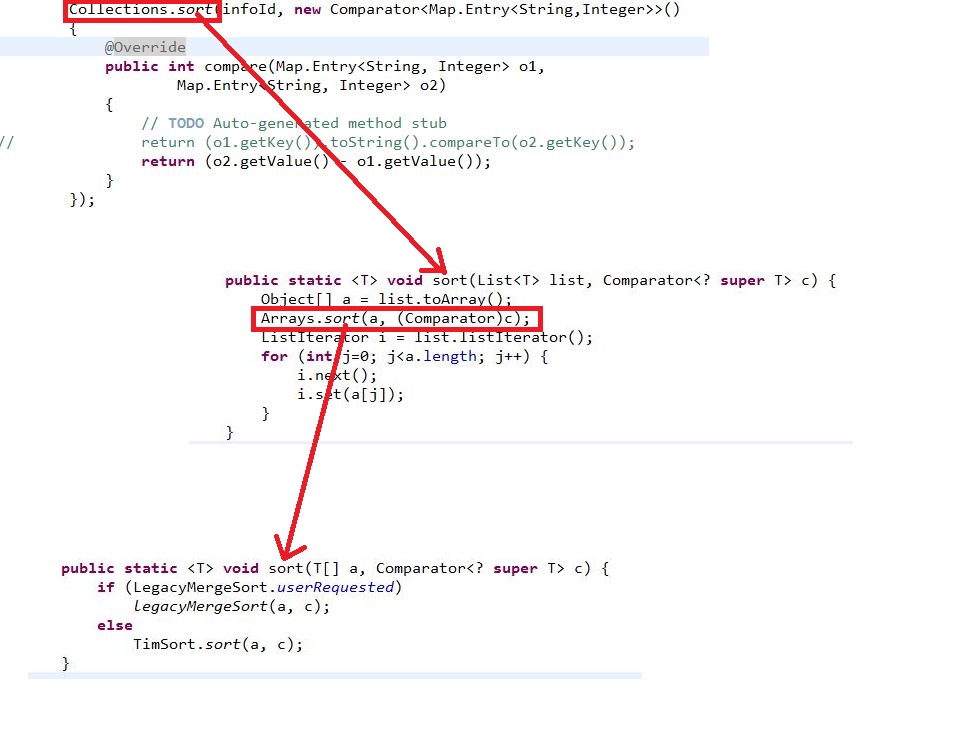 Collections.sort(infoId, new Comparator<Map.Entry<String,Integer>>()
{
@Override
public int compare(Map.Entry<String, Integer> o1,
Map.Entry<String, Integer> o2)
{
// TODO Auto-generated method stub
// return (o1.getKey()).toString().compareTo(o2.getKey());
return (o2.getValue() - o1.getValue());
}
});
public static <T> void sort(List<T> list, Comparator<? super T> c) {
Object[] a = list.toArray();
Arrays.sort(a, (Comparator)c);
ListIterator i = list.listIterator();
for (int j=0; j<a.length; j++) {
i.next();
i.set(a[j]);
}
}
public static <T> void sort(T[] a, Comparator<? super T> c) {
if (LegacyMergeSort.userRequested)
legacyMergeSort(a, c);
else
TimSort.sort(a, c);
}